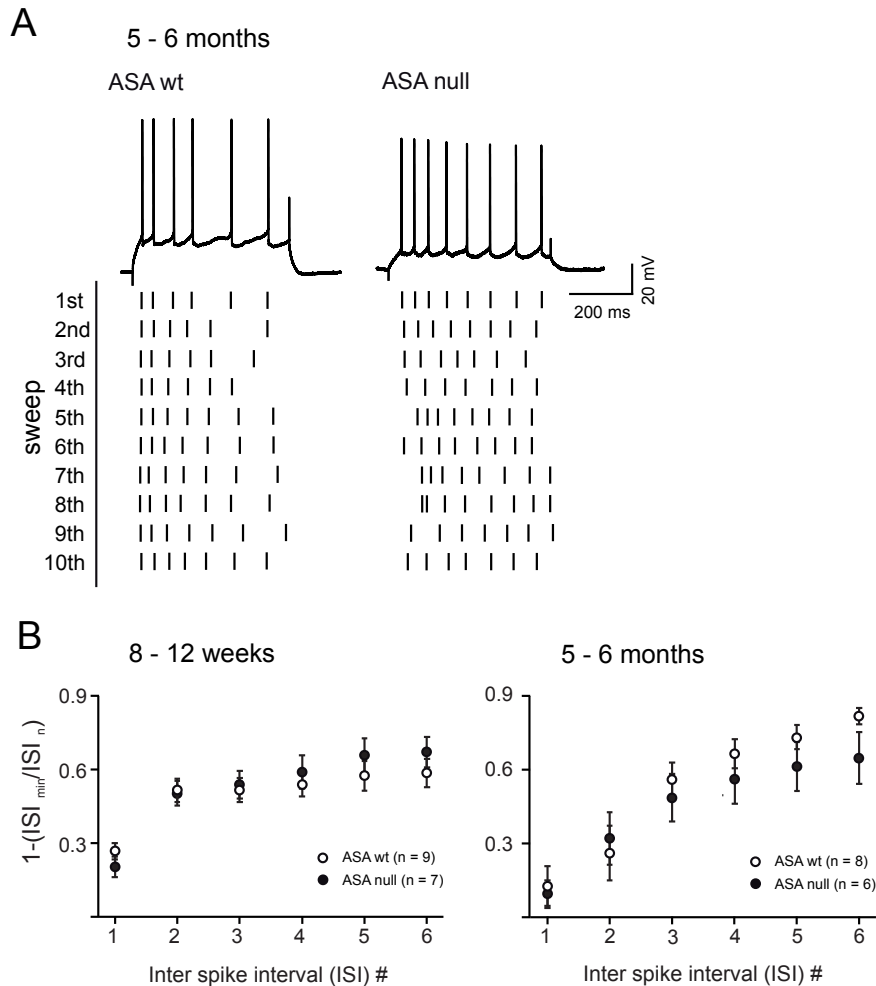 A
5 - 6 months
ASA wt
ASA null
20 mV
200 ms
sweep
1st
2nd
3rd
4th
5th
6th
7th
8th
9th
10th
B
8 - 12 weeks
5 - 6 months
1-(ISI min/ISI n)
0.9
0.6
0.3
ASA wt (n = 9)
ASA null (n = 7)
1 2 3 4 5 6
Inter spike interval (ISI) #
0.9
0.6
0.3
ASA wt (n = 8)
ASA null (n = 6)
1 2 3 4 5 6
Inter spike interval (ISI) #